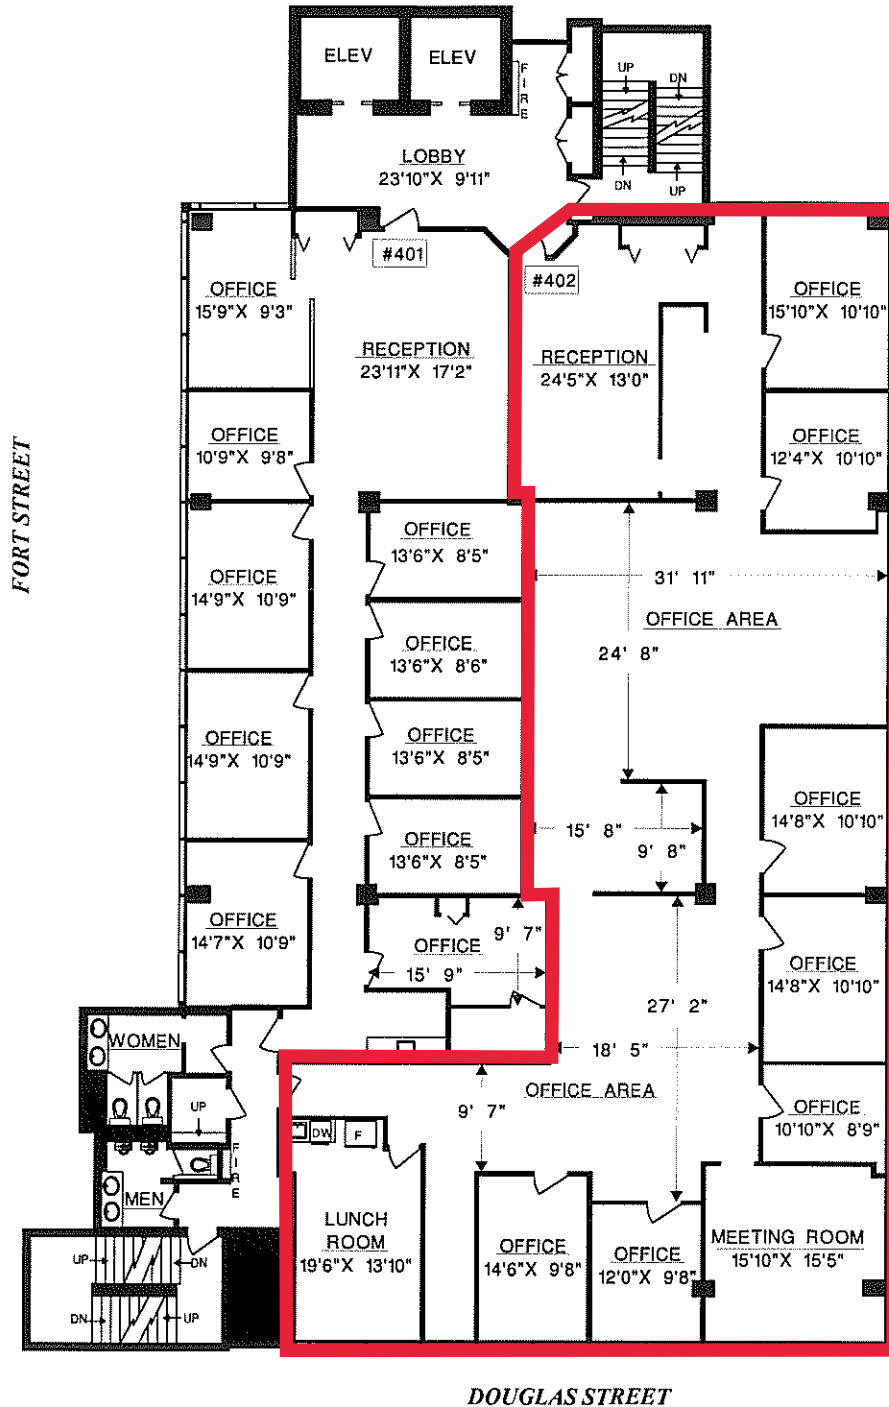 ELEV
ELEV
FIRE
UP
DN
DN
UP
LOBBY
23'10"X 9'11"
#401
#402
OFFICE
15'9"X 9'3"
RECEPTION
23'11"X 17'2"
RECEPTION
24'5"X 13'0"
OFFICE
15'10"X 10'10"
OFFICE
10'9"X 9'8"
OFFICE
12'4"X 10'10"
FORT STREET
OFFICE
13'6"X 8'5"
OFFICE
14'9"X 10'9"
31' 11"
OFFICE AREA
24' 8"
OFFICE
13'6"X 8'6"
OFFICE
14'9"X 10'9"
OFFICE
13'6"X 8'5"
OFFICE
14'8"X 10'10"
OFFICE
13'6"X 8'5"
15' 8"
9' 8"
OFFICE
14'7"X 10'9"
OFFICE
9' 7"
15' 9"
OFFICE
14'8"X 10'10"
27' 2"
18' 5"
WOMEN
UP
OFFICE AREA
9' 7"
OFFICE
10'10"X 8'9"
DW
F
FIRE
MEN
LUNCH
ROOM
19'6"X 13'10"
OFFICE
14'6"X 9'8"
OFFICE
12'0"X 9'8"
MEETING ROOM
15'10"X 15'5"
UP
DN
DN
UP
DOUGLAS STREET